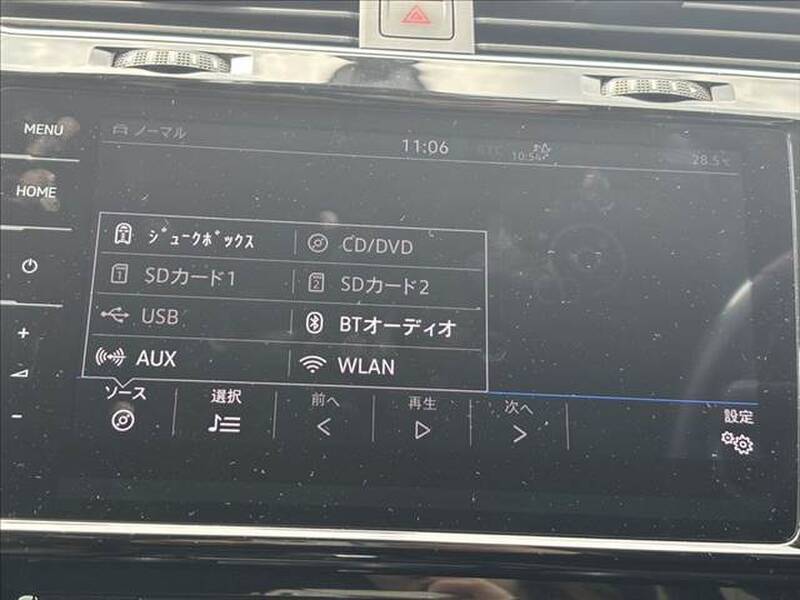 MENU
ノーマル
11:06
10:54
28.5℃
HOME
ジュークボックス
CD/DVD
SDカード1
SDカード2
USB
BTオーディオ
AUX
WLAN
ソース
選択
前へ
再生
次へ
設定